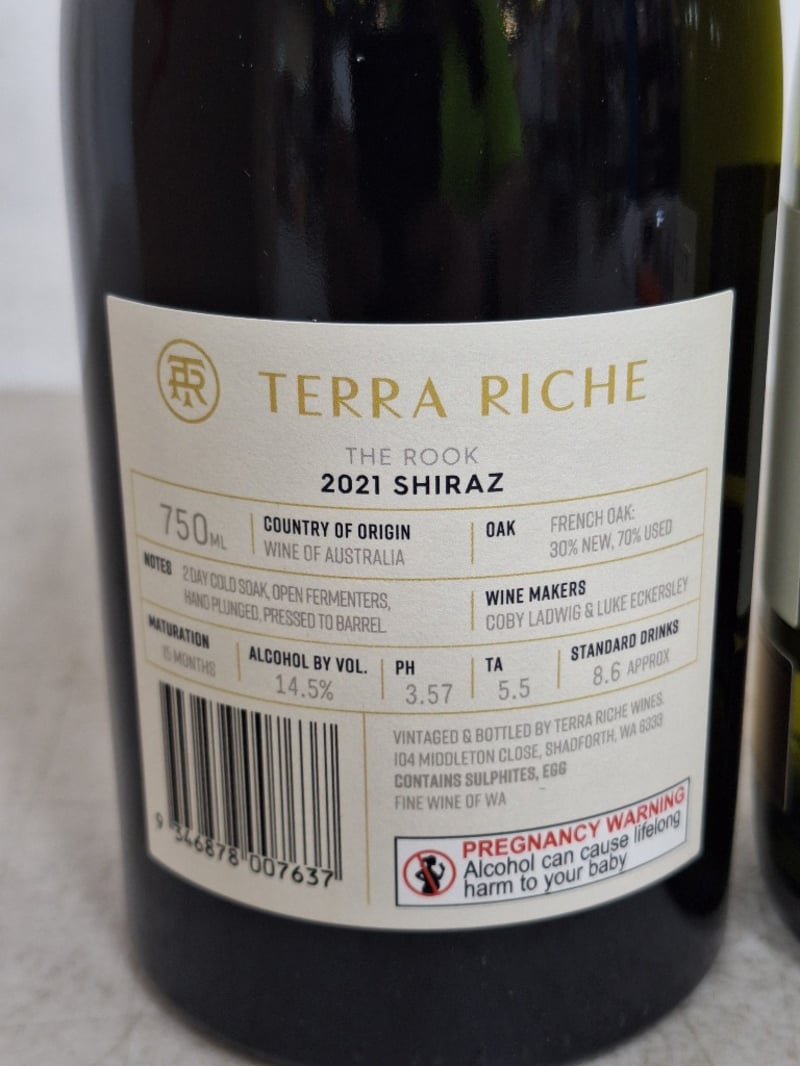 TR
TERRA RICHE
THE ROOK
2021 SHIRAZ
750ML
COUNTRY OF ORIGIN
WINE OF AUSTRALIA
OAK
FRENCH OAK:
30% NEW, 70% USED
NOTES
2 DAY COLD SOAK, OPEN FERMENTERS,
HAND PLUNGED, PRESSED TO BARREL.
WINE MAKERS
COBY LADWIG & LUKE ECKERSLEY
MATURATION
15 MONTHS
ALCOHOL BY VOL.
14.5%
PH
3.57
TA
5.5
STANDARD DRINKS
8.6 APPROX
VINTAGED & BOTTLED BY TERRA RICHE WINES.
104 MIDDLETON CLOSE, SHADFORTH, WA 6333
CONTAINS SULPHITES, EGG
FINE WINE OF WA
9 346878 007637
PREGNANCY WARNING
Alcohol can cause lifelong
harm to your baby